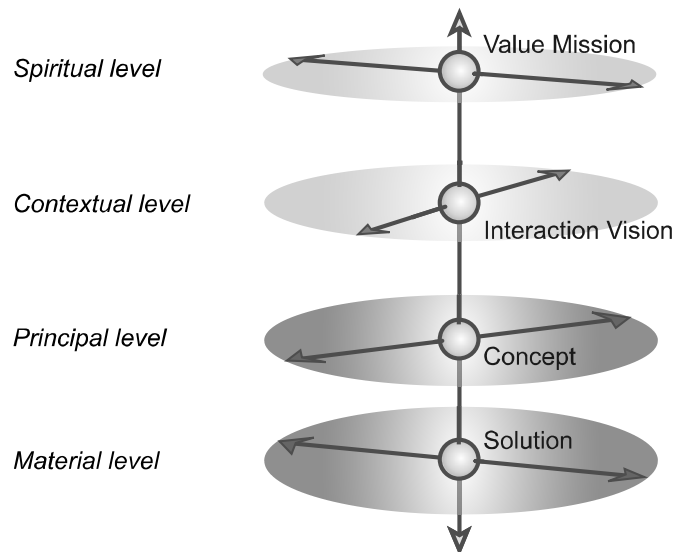 Spiritual level
Value Mission
Contextual level
Interaction Vision
Principal level
Concept
Material level
Solution